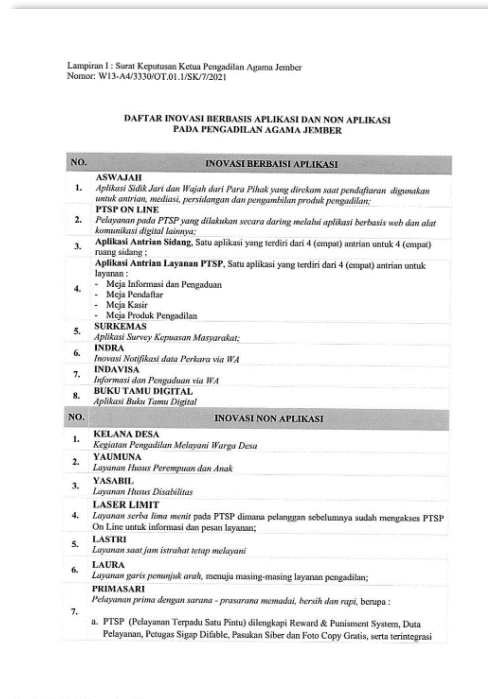 Lampiran I : Surat Keputusan Ketua Pengadilan Agama Jember
Nomor: W13-A4/3330/OT.01.1/SK/7/2021
DAFTAR INOVASI BERBASIS APLIKASI DAN NON APLIKASI
PADA PENGADILAN AGAMA JEMBER
NO. INOVASI BERBAISI APLIKASI
ASWAJAH
1. Aplikasi Sidik Jari dan Wajah dari Para Pihak yang direkam saat pendaftaran digunakan
untuk antrian, mediasi, persidangan dan pengambilan produk pengadilan;
PTSP ON LINE
2. Pelayanan pada PTSP yang dilakukan secara daring melalui aplikasi berbasis web dan alat
komunikasi digital lainnya;
3. Aplikasi Antrian Sidang, Satu aplikasi yang terdiri dari 4 (empat) antrian untuk 4 (empat)
ruang sidang ;
Aplikasi Antrian Layanan PTSP, Satu aplikasi yang terdiri dari 4 (empat) antrian untuk
layanan :
4. - Meja Informasi dan Pengaduan
- Meja Pendaftar
- Meja Kasir
- Meja Produk Pengadilan
5. SURKEMAS
Aplikasi Survey Kepuasan Masyarakat;
6. INDRA
Inovasi Notifikasi data Perkara via WA
7. INDAVISA
Informasi dan Pengaduan via WA
8. BUKU TAMU DIGITAL
Aplikasi Buku Tamu Digital
NO. INOVASI NON APLIKASI
1. KELANA DESA
Kegiatan Pengadilan Melayani Warga Desa
2. YAUMUNA
Layanan Husus Perempuan dan Anak
3. YASABIL
Layanan Husus Disabilitas
LASER LIMIT
4. Layanan serba lima menit pada PTSP dimana pelanggan sebelumnya sudah mengakses PTSP
On Line untuk informasi dan pesan layanan;
5. LASTRI
Layanan saat jam istrahat tetap melayani
6. LAURA
Layanan garis penunjuk arah, menuju masing-masing layanan pengadilan;
PRIMASARI
Pelayanan prima dengan sarana - prasarana memadai, bersih dan rapi, berupa :
7.
a. PTSP (Pelayanan Terpadu Satu Pintu) dilengkapi Reward & Punisment System, Duta
Pelayanan, Petugas Sigap Difable, Pasukan Siber dan Foto Copy Gratis, serta terintegrasi